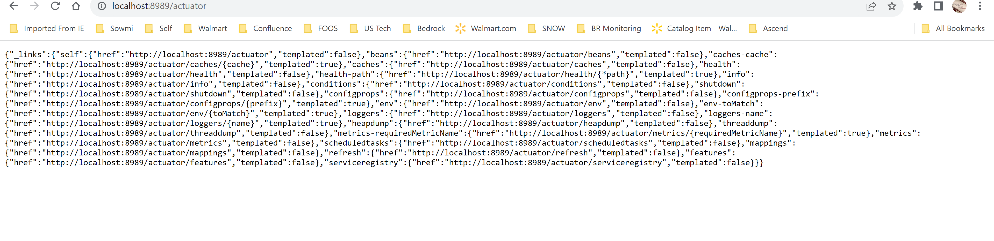 localhost:8989/actuator
Imported From IE Sowmi Self Walmart Confluence FOOS US Tech Bedrock Walmart.com SNOW BR Monitoring Catalog Item Wal... Ascend All Bookmarks
{"_links":{"self":{"href":"http://localhost:8989/actuator","templated":false},"beans":{"href":"http://localhost:8989/actuator/beans","templated":false},"caches-cache":
{"href":"http://localhost:8989/actuator/caches/{cache}","templated":true},"caches":{"href":"http://localhost:8989/actuator/caches","templated":false},"health":
{"href":"http://localhost:8989/actuator/health","templated":false},"health-path":{"href":"http://localhost:8989/actuator/health/{*path}","templated":true},"info":
{"href":"http://localhost:8989/actuator/info","templated":false},"conditions":{"href":"http://localhost:8989/actuator/conditions","templated":false},"shutdown":
{"href":"http://localhost:8989/actuator/shutdown","templated":false},"configprops":{"href":"http://localhost:8989/actuator/configprops","templated":false},"configprops-prefix":
{"href":"http://localhost:8989/actuator/configprops/{prefix}","templated":true},"env":{"href":"http://localhost:8989/actuator/env","templated":false},"env-toMatch":
{"href":"http://localhost:8989/actuator/env/{toMatch}","templated":true},"loggers":{"href":"http://localhost:8989/actuator/loggers","templated":false},"loggers-name":
{"href":"http://localhost:8989/actuator/loggers/{name}","templated":true},"heapdump":{"href":"http://localhost:8989/actuator/heapdump","templated":false},"threaddump":
{"href":"http://localhost:8989/actuator/threaddump","templated":false},"metrics-requiredMetricName":{"href":"http://localhost:8989/actuator/metrics/{requiredMetricName}","templated":true},"metrics":
{"href":"http://localhost:8989/actuator/metrics","templated":false},"scheduledtasks":{"href":"http://localhost:8989/actuator/scheduledtasks","templated":false},"mappings":
{"href":"http://localhost:8989/actuator/mappings","templated":false},"refresh":{"href":"http://localhost:8989/actuator/refresh","templated":false},"features":
{"href":"http://localhost:8989/actuator/features","templated":false},"serviceregistry":{"href":"http://localhost:8989/actuator/serviceregistry","templated":false}}}